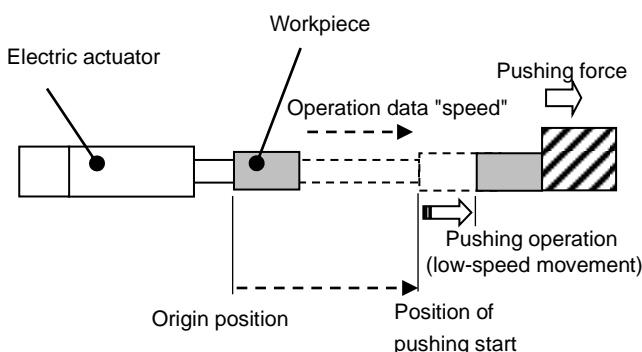 Workpiece
Electric actuator
Pushing force
Operation data "speed"
Pushing operation
(low-speed movement)
Origin position
Position of
pushing start